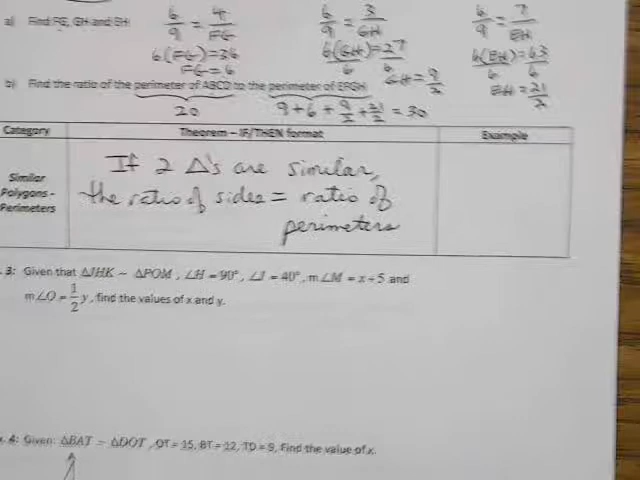 a) Find FG, GH and EH
6/9 = 4/FG
6/9 = 3/GH
6/9 = 7/EH
6(FG)=36
6(GH)=27
6(EH)=63
6 6
6 6
FG=6
GH=9/2
EH=21/2
b) Find the ratio of the perimeter of ABCD to the perimeter of EFGH
20
9+6+9/2+21/2=30
Category
Theorem – IF/THEN format
Example
Similar
Polygons -
Perimeters
If 2 Δ's are similar,
the ratio of sides = ratio of
perimeters
. 3: Given that ΔJHK ~ ΔPOM, ∠H = 90°, ∠J = 40°, m∠M = x+5 and
m∠O = 1/2 y, find the values of x and y.
. 4: Given: ΔBAT ~ ΔDOT, OT = 15, BT = 12, TD = 9, Find the value of x.